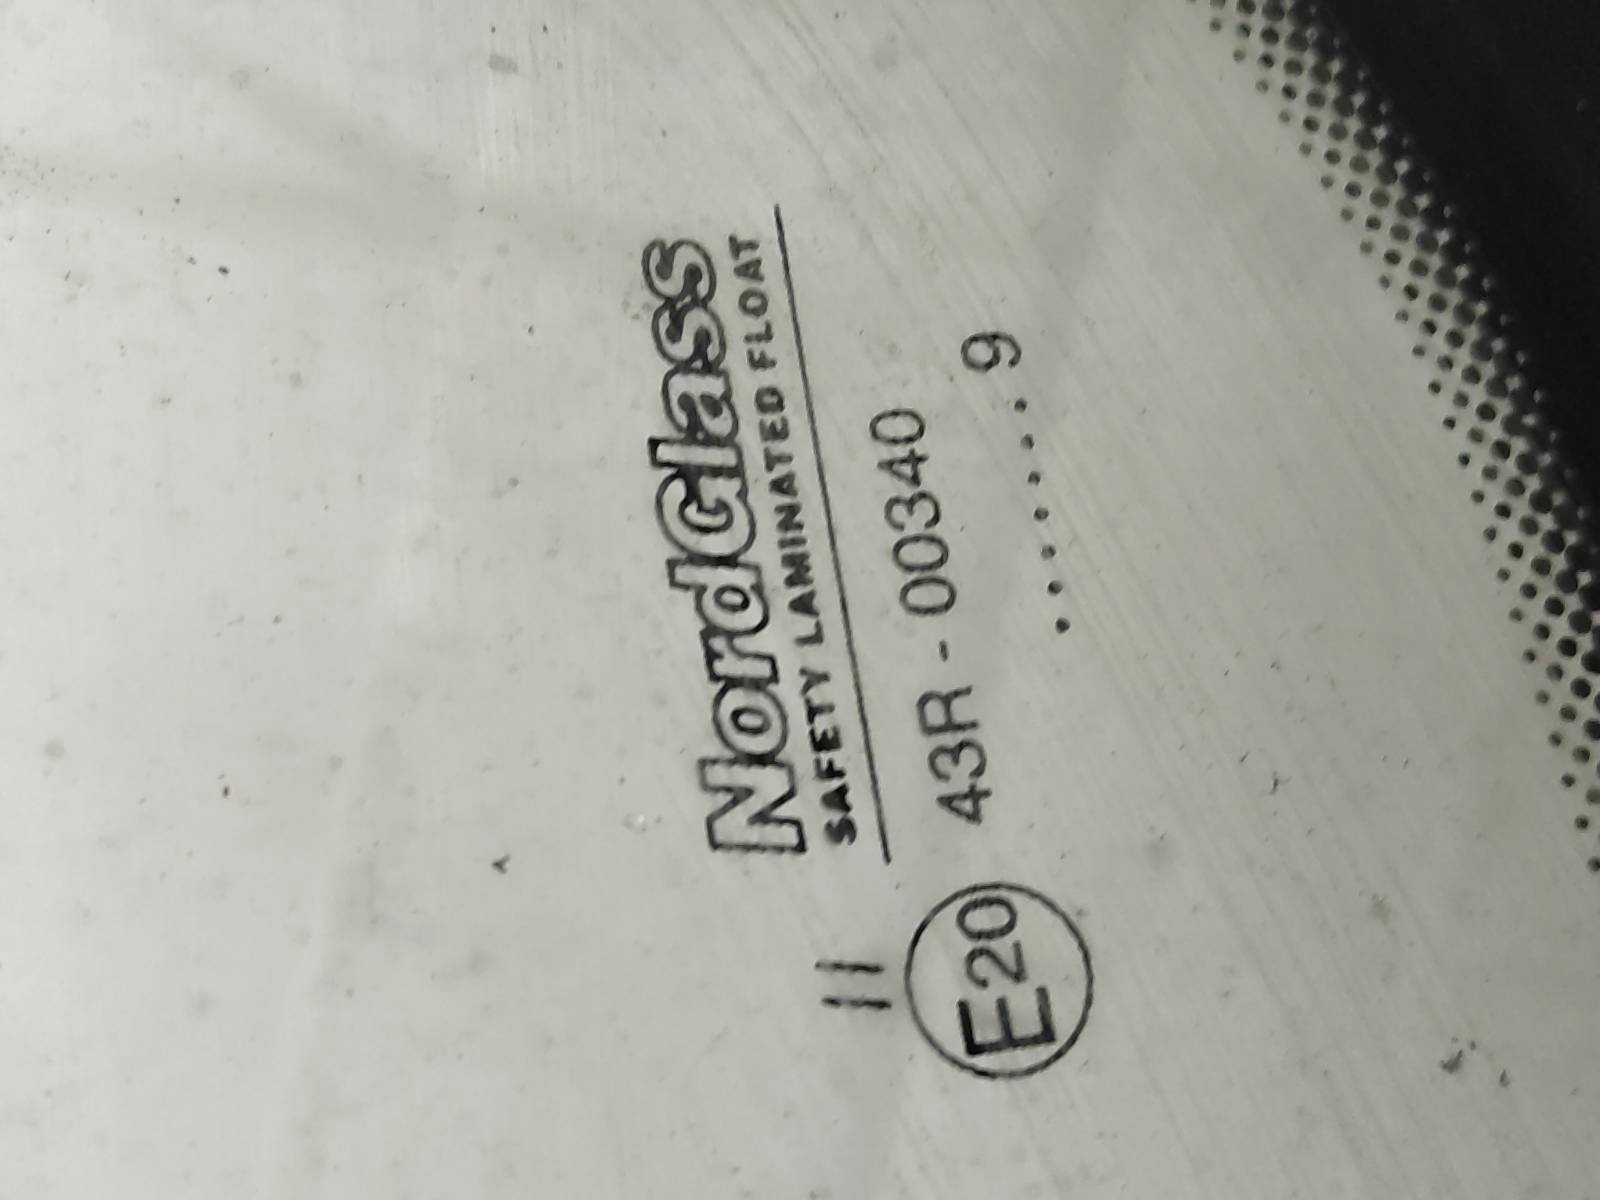 NordGlass
SAFETY LAMINATED FLOAT
II
E20 43R - 00340
.......9